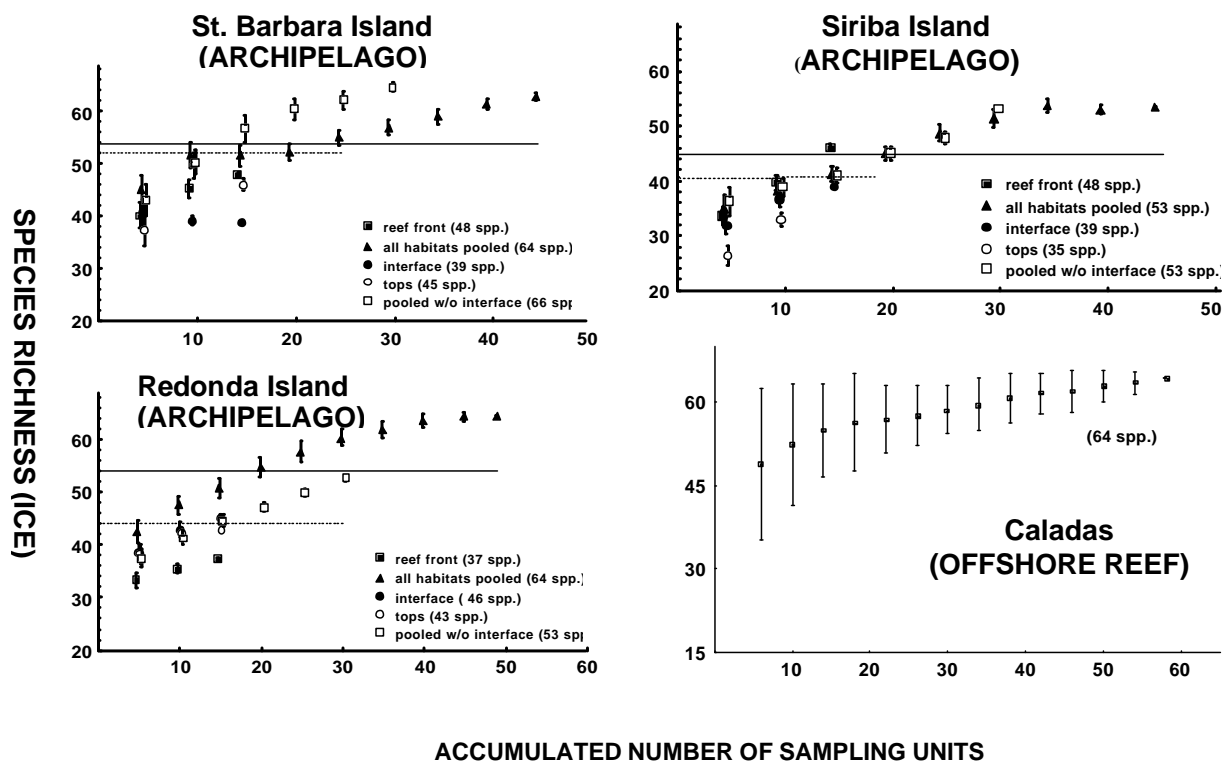 St. Barbara Island
(ARCHIPELAGO)
60
50
40
30
20
10
20
30
40
50
reef front (48 spp.)
all habitats pooled (64 spp.)
interface (39 spp.)
tops (45 spp.)
pooled w/o interface (66 spp
Siriba Island
(ARCHIPELAGO)
60
50
40
30
20
10
20
30
40
50
reef front (48 spp.)
all habitats pooled (53 spp.)
interface (39 spp.)
tops (35 spp.)
pooled w/o interface (53 spp.)
SPECIES RICHNESS (ICE)
Redonda Island
(ARCHIPELAGO)
60
50
40
30
20
10
20
30
40
50
60
reef front (37 spp.)
all habitats pooled (64 spp.)
interface ( 46 spp.)
tops (43 spp.)
pooled w/o interface (53 spp
60
45
30
15
10
20
30
40
50
60
(64 spp.)
Caladas
(OFFSHORE REEF)
ACCUMULATED NUMBER OF SAMPLING UNITS